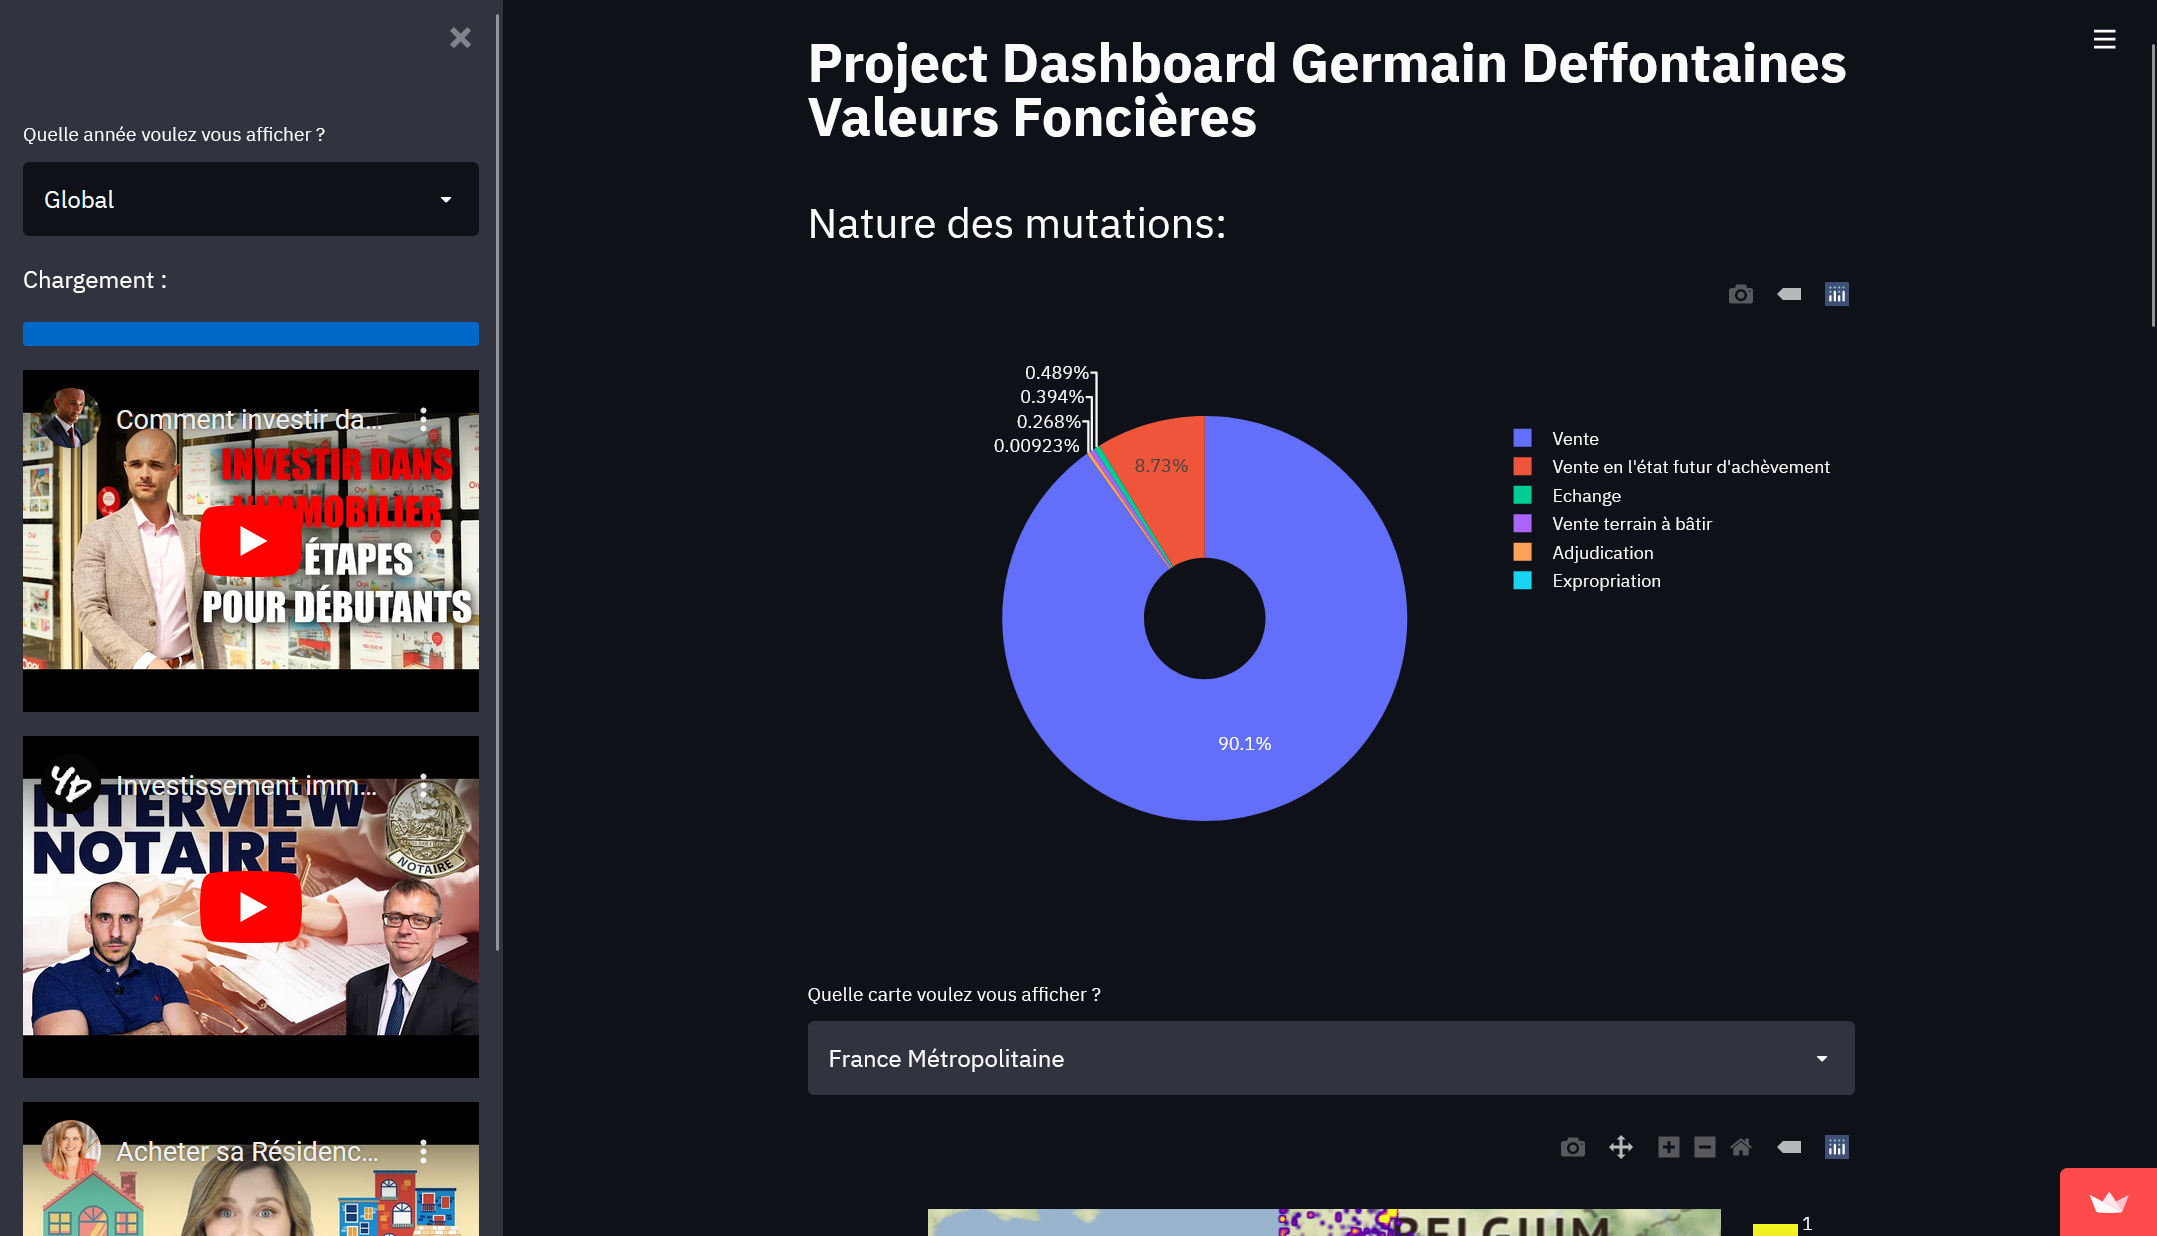 Quelle année voulez vous afficher ?
Global
Chargement :
Comment investir da...
INVESTIR DANS
L'IMMOBILIER
ÉTAPES
POUR DÉBUTANTS
Investissement imm...
INTERVIEW
NOTAIRE
NOTAIRE
Acheter sa Résidenc...
Project Dashboard Germain Deffontaines
Valeurs Foncières
Nature des mutations:
0.489%
0.394%
0.268%
0.00923%
8.73%
90.1%
Vente
Vente en l'état futur d'achèvement
Echange
Vente terrain à bâtir
Adjudication
Expropriation
Quelle carte voulez vous afficher ?
France Métropolitaine
BELGIUM
1